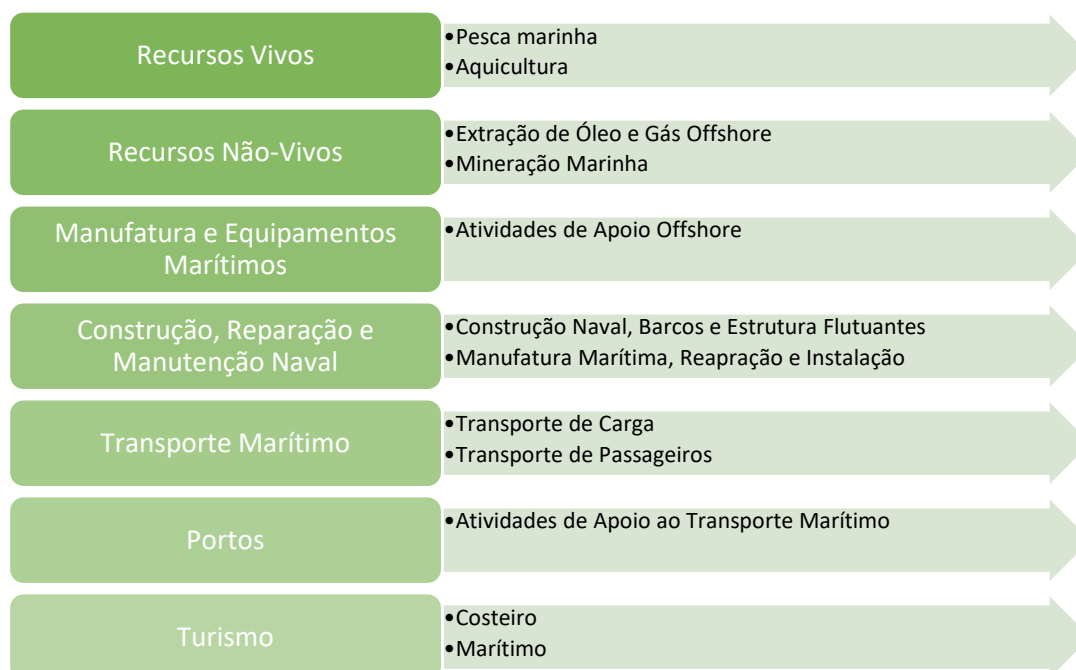 Recursos Vivos
•Pesca marinha
•Aquicultura
Recursos Não-Vivos
•Extração de Óleo e Gás Offshore
•Mineração Marinha
Manufatura e Equipamentos
Marítimos
•Atividades de Apoio Offshore
Construção, Reparação e
Manutenção Naval
•Construção Naval, Barcos e Estrutura Flutuantes
•Manufatura Marítima, Reapração e Instalação
Transporte Marítimo
•Transporte de Carga
•Transporte de Passageiros
Portos
•Atividades de Apoio ao Transporte Marítimo
Turismo
•Costeiro
•Marítimo